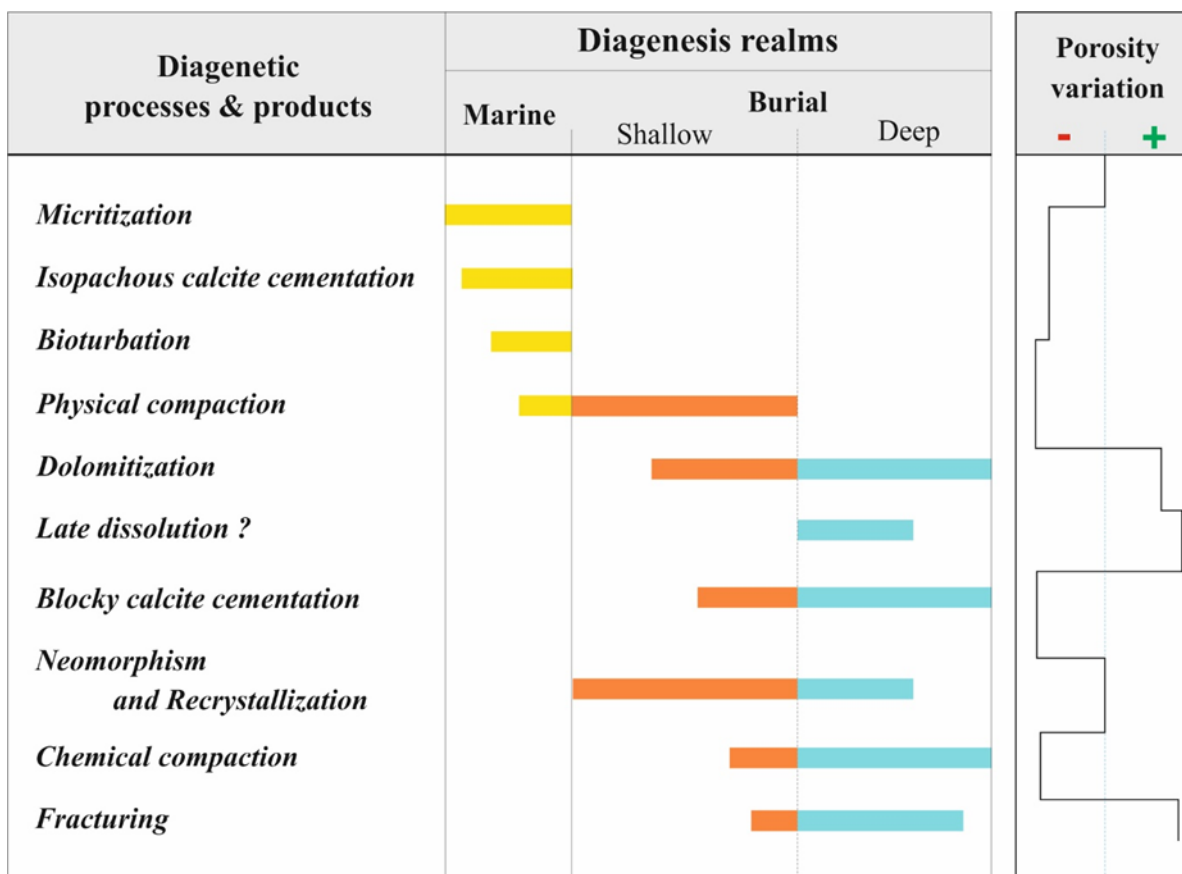 Diagenetic
processes & products
Diagenesis realms
Marine
Burial
Shallow
Deep
Porosity
variation
- +
Micritization
Isopachous calcite cementation
Bioturbation
Physical compaction
Dolomitization
Late dissolution ?
Blocky calcite cementation
Neomorphism
and Recrystallization
Chemical compaction
Fracturing